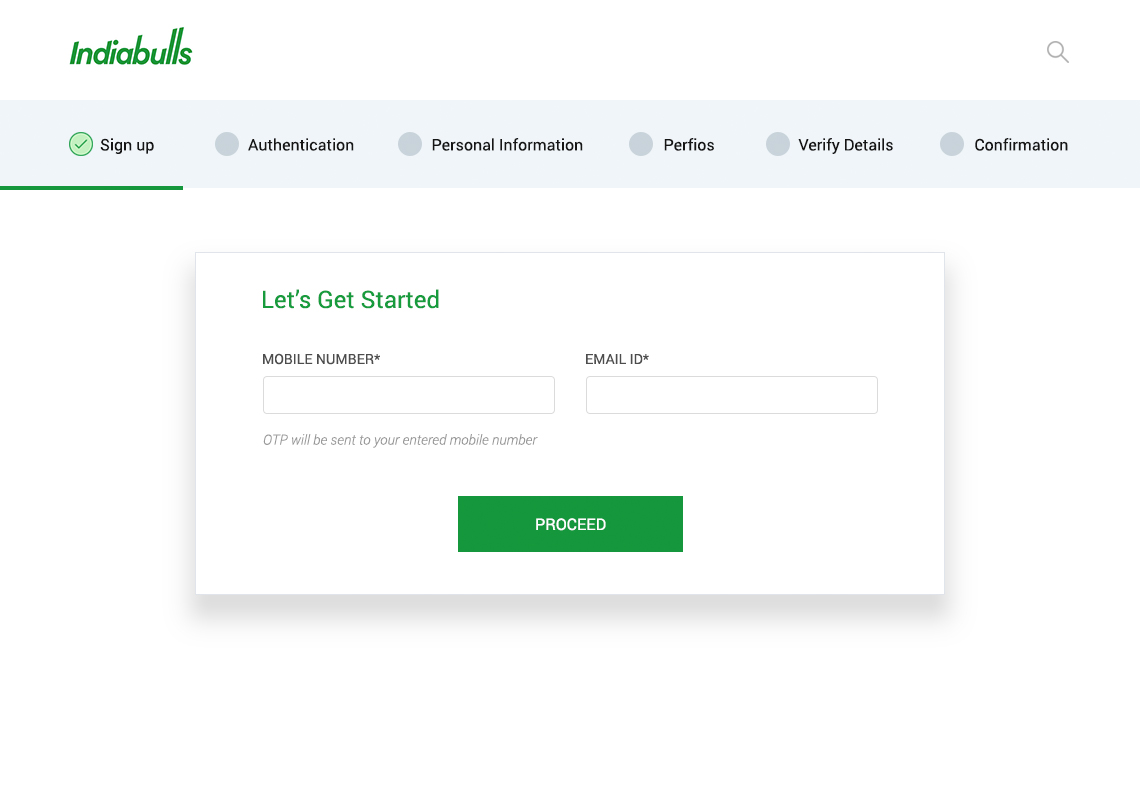 Indiabulls
Sign up Authentication Personal Information Perfios Verify Details Confirmation
Let's Get Started
MOBILE NUMBER* EMAIL ID*
OTP will be sent to your entered mobile number
PROCEED